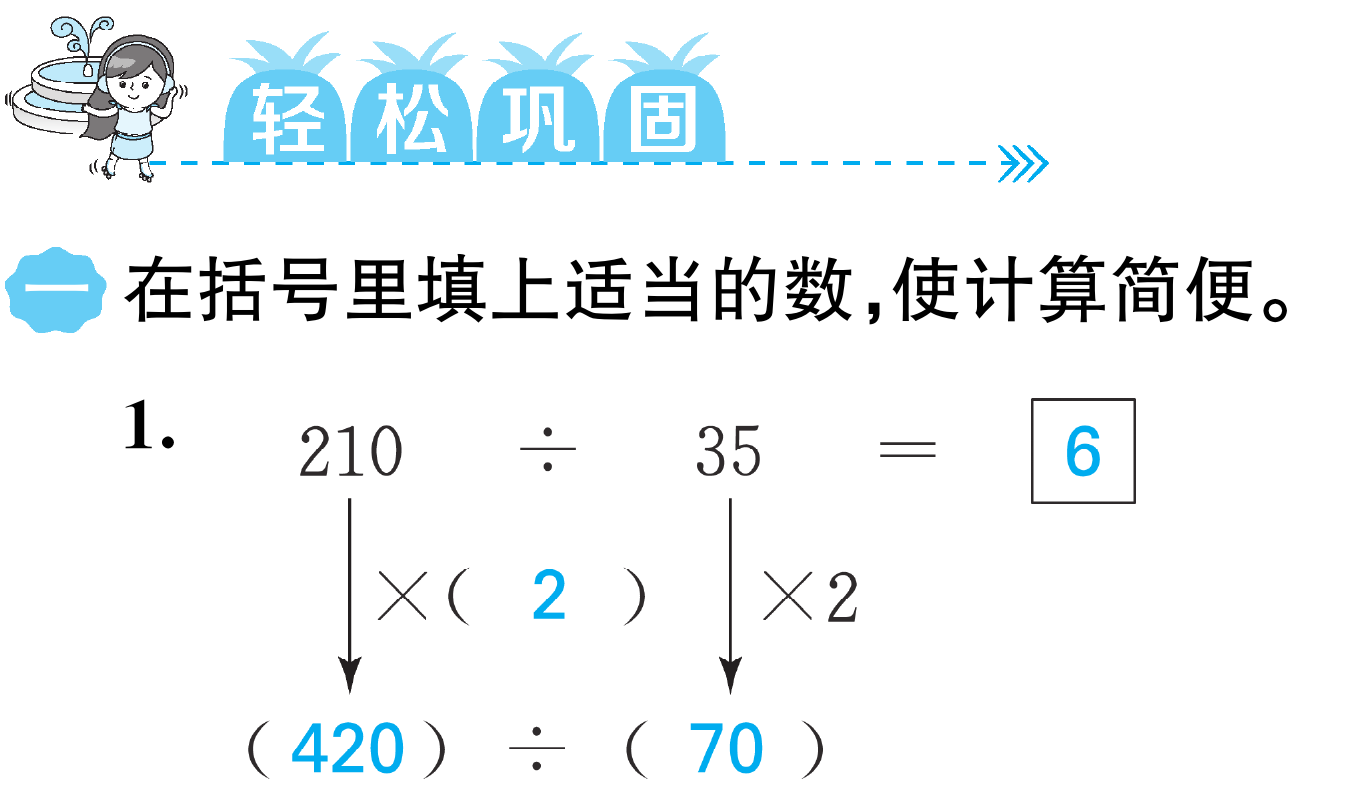 轻松巩固
一 在括号里填上适当的数,使计算简便。
1. 210 ÷ 35 = 6
×( 2 ) ×2
( 420 ) ÷ ( 70 )